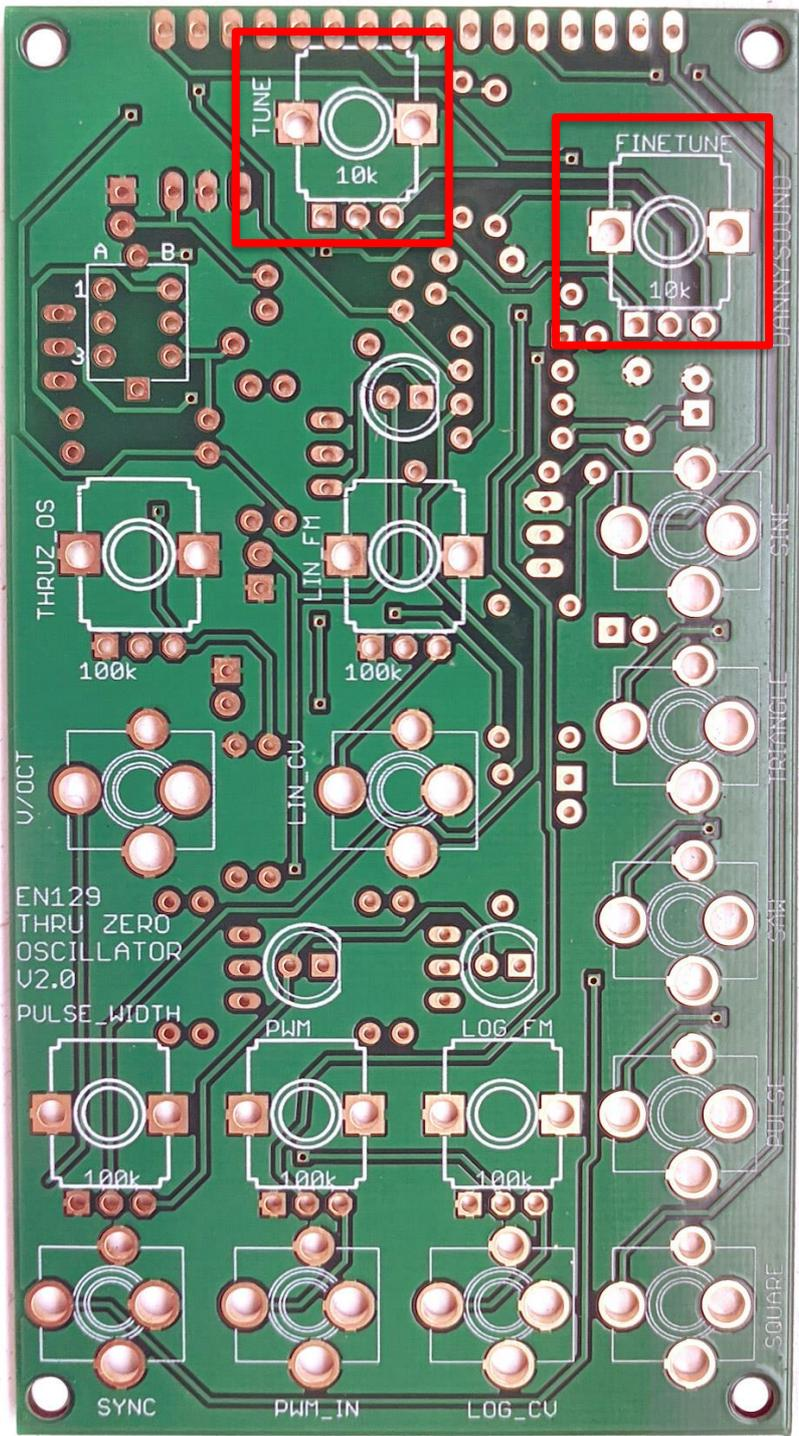 TUNE
10k
FINETUNE
10k
DANNYSOUND
A B
1
3
THRUZ_OS
100k
LIN_FM
100k
SINE
TRIANGLE
V/OCT
LIN_CV
SAW
EN129
THRU ZERO
OSCILLATOR
V2.0
PULSE_WIDTH
100k
PWM
100k
LOG_FM
100k
PULSE
SQUARE
SYNC
PWM_IN
LOG_CV